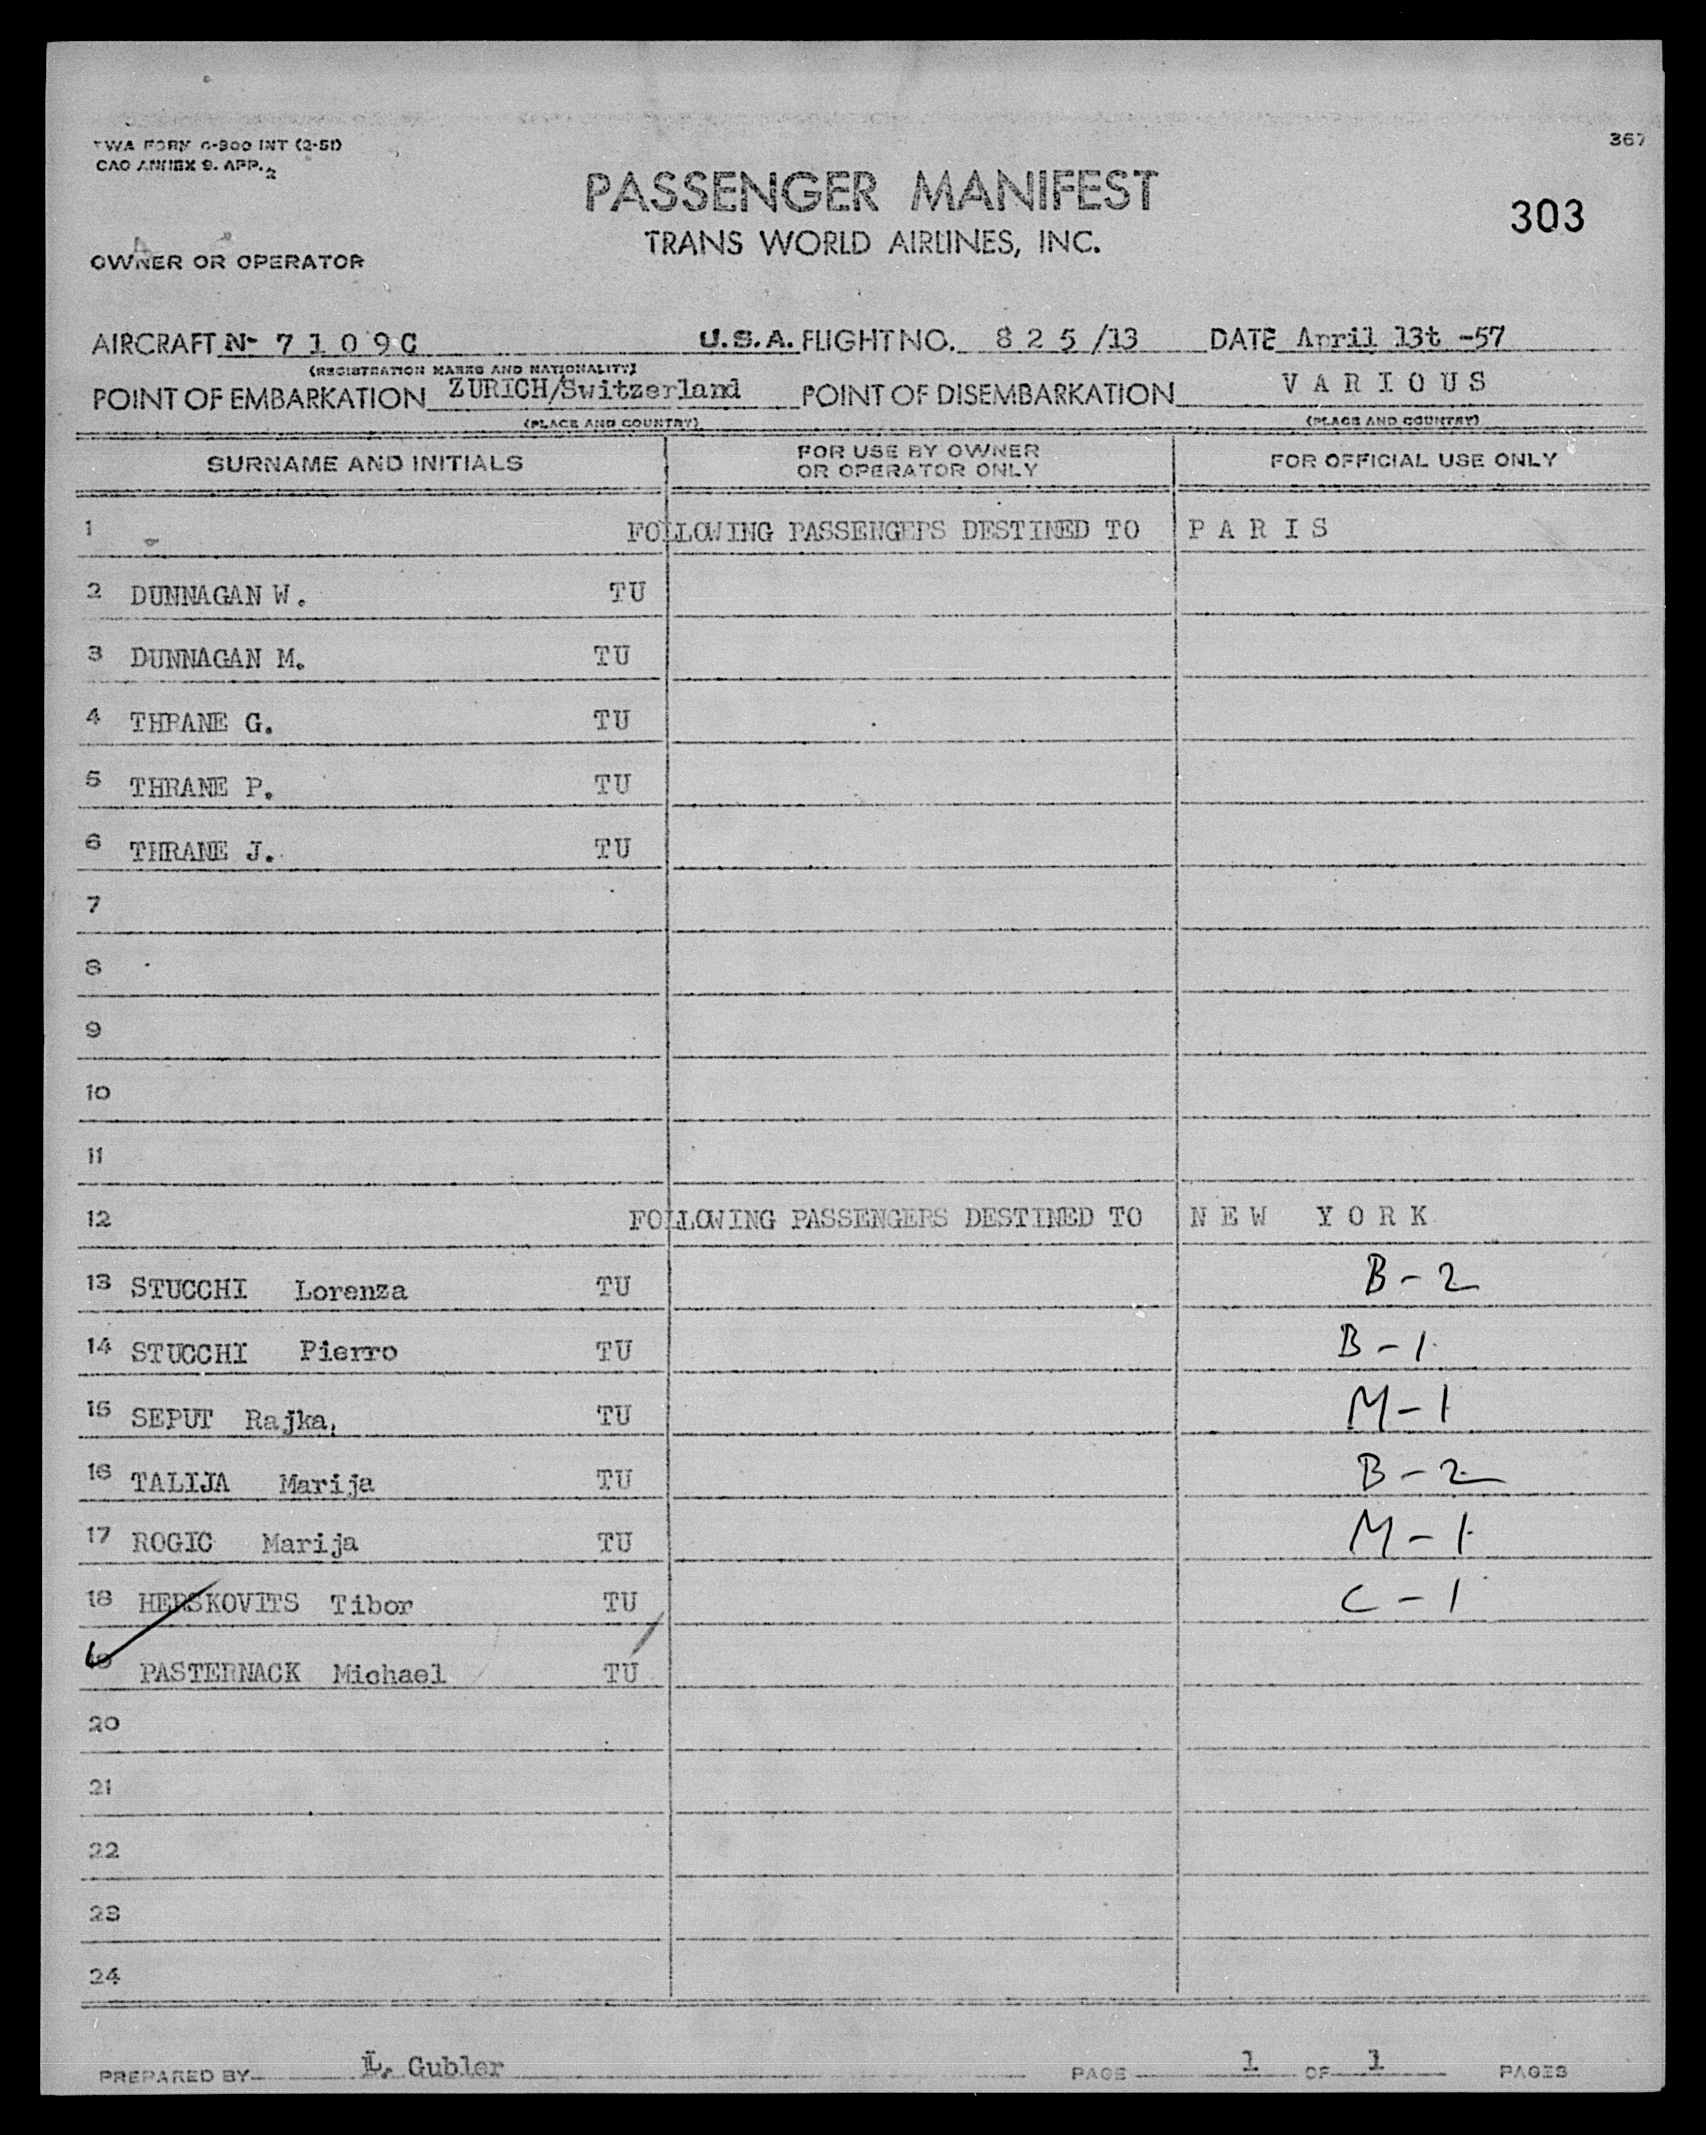 TWA FORM 6-300 INT (2-51)
CAO ANNEX 9. APP. 2
367
PASSENGER MANIFEST
303
TRANS WORLD AIRLINES, INC.
OWNER OR OPERATOR
AIRCRAFT N- 7 1 0 9 C U.S.A. FLIGHT NO. 8 2 5 /13 DATE April 13t -57
(REGISTRATION MARKS AND NATIONALITY)
POINT OF EMBARKATION ZURICH/Switzerland POINT OF DISEMBARKATION V A R I O U S
(PLACE AND COUNTRY) (PLACE AND COUNTRY)
SURNAME AND INITIALS FOR USE BY OWNER OR OPERATOR ONLY FOR OFFICIAL USE ONLY
1 FOLLOWING PASSENGERS DESTINED TO P A R I S
2 DUNNAGAN W. TU
3 DUNNAGAN M. TU
4 THRANE G. TU
5 THRANE P. TU
6 THRANE J. TU
7
8
9
10
11
12 FOLLOWING PASSENGERS DESTINED TO N E W Y O R K
13 STUCCHI Lorenza TU B-2
14 STUCCHI Pierro TU B-1
15 SEPUT Rajka, TU M-1
16 TALIJA Marija TU B-2
17 ROGIC Marija TU M-1
18 HERSKOVITS Tibor TU C-1
19 PASTERNACK Michael TU
20
21
22
23
24
PREPARED BY L. Gubler PAGE 1 OF 1 PAGES